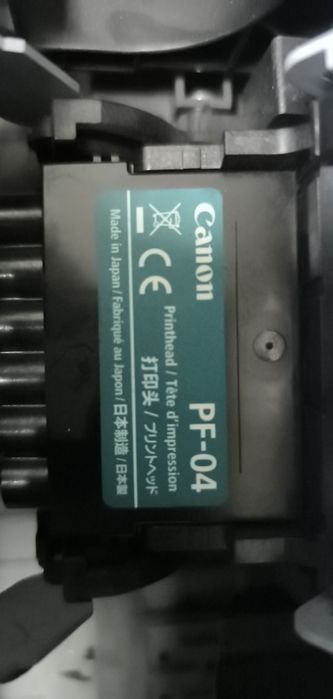 Canon
PF-04
Printhead / Tête d'impression
打印头 / プリントヘッド
CE
Made in Japan / Fabriqué au Japon / 日本制造 / 日本製